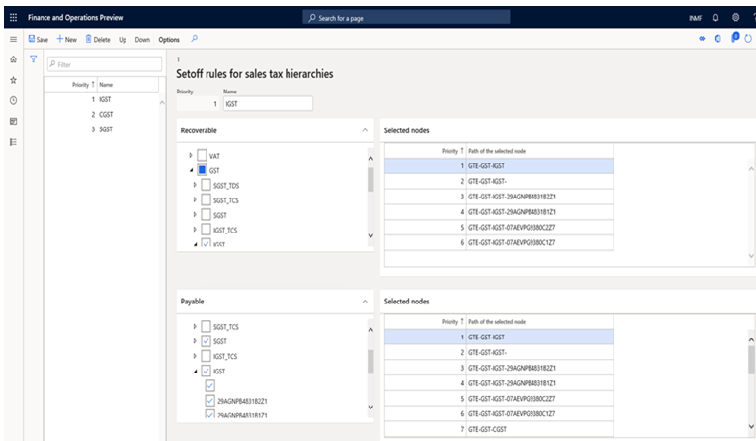 Finance and Operations Preview
Search for a page
INMF
?
Save
New
Delete
Up
Down
Options
Filter
Priority ↑ Name
1 IGST
2 CGST
3 SGST
1
Setoff rules for sales tax hierarchies
Priority Name
1 IGST
Recoverable
VAT
GST
SGST_TDS
SGST_TCS
SGST
IGST_TCS
IGST
Selected nodes
Priority ↑ Path of the selected node
1 GTE-GST-IGST
2 GTE-GST-IGST-
3 GTE-GST-IGST-29AGNPB4831B2Z1
4 GTE-GST-IGST-29AGNPB4831B1Z1
5 GTE-GST-IGST-07AEVPG9380C2Z7
6 GTE-GST-IGST-07AEVPG9380C1Z7
Payable
SGST_TCS
SGST
IGST_TCS
IGST
29AGNPB4831B2Z1
29AGNPB4831B1Z1
Selected nodes
Priority ↑ Path of the selected node
1 GTE-GST-IGST
2 GTE-GST-IGST-
3 GTE-GST-IGST-29AGNPB4831B2Z1
4 GTE-GST-IGST-29AGNPB4831B1Z1
5 GTE-GST-IGST-07AEVPG9380C2Z7
6 GTE-GST-IGST-07AEVPG9380C1Z7
7 GTE-GST-CGST